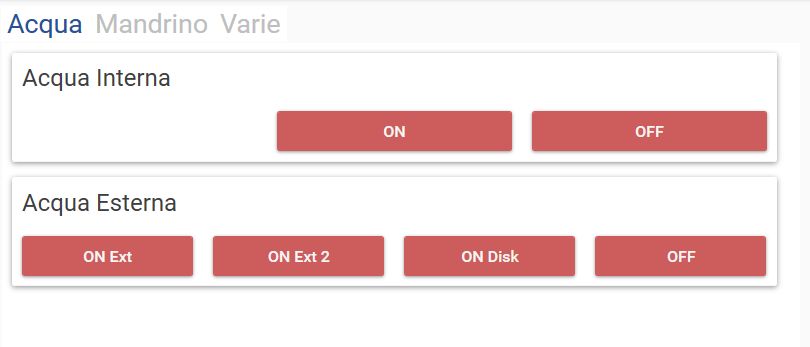 Acqua Mandrino Varie
Acqua Interna
ON OFF
Acqua Esterna
ON Ext ON Ext 2 ON Disk OFF